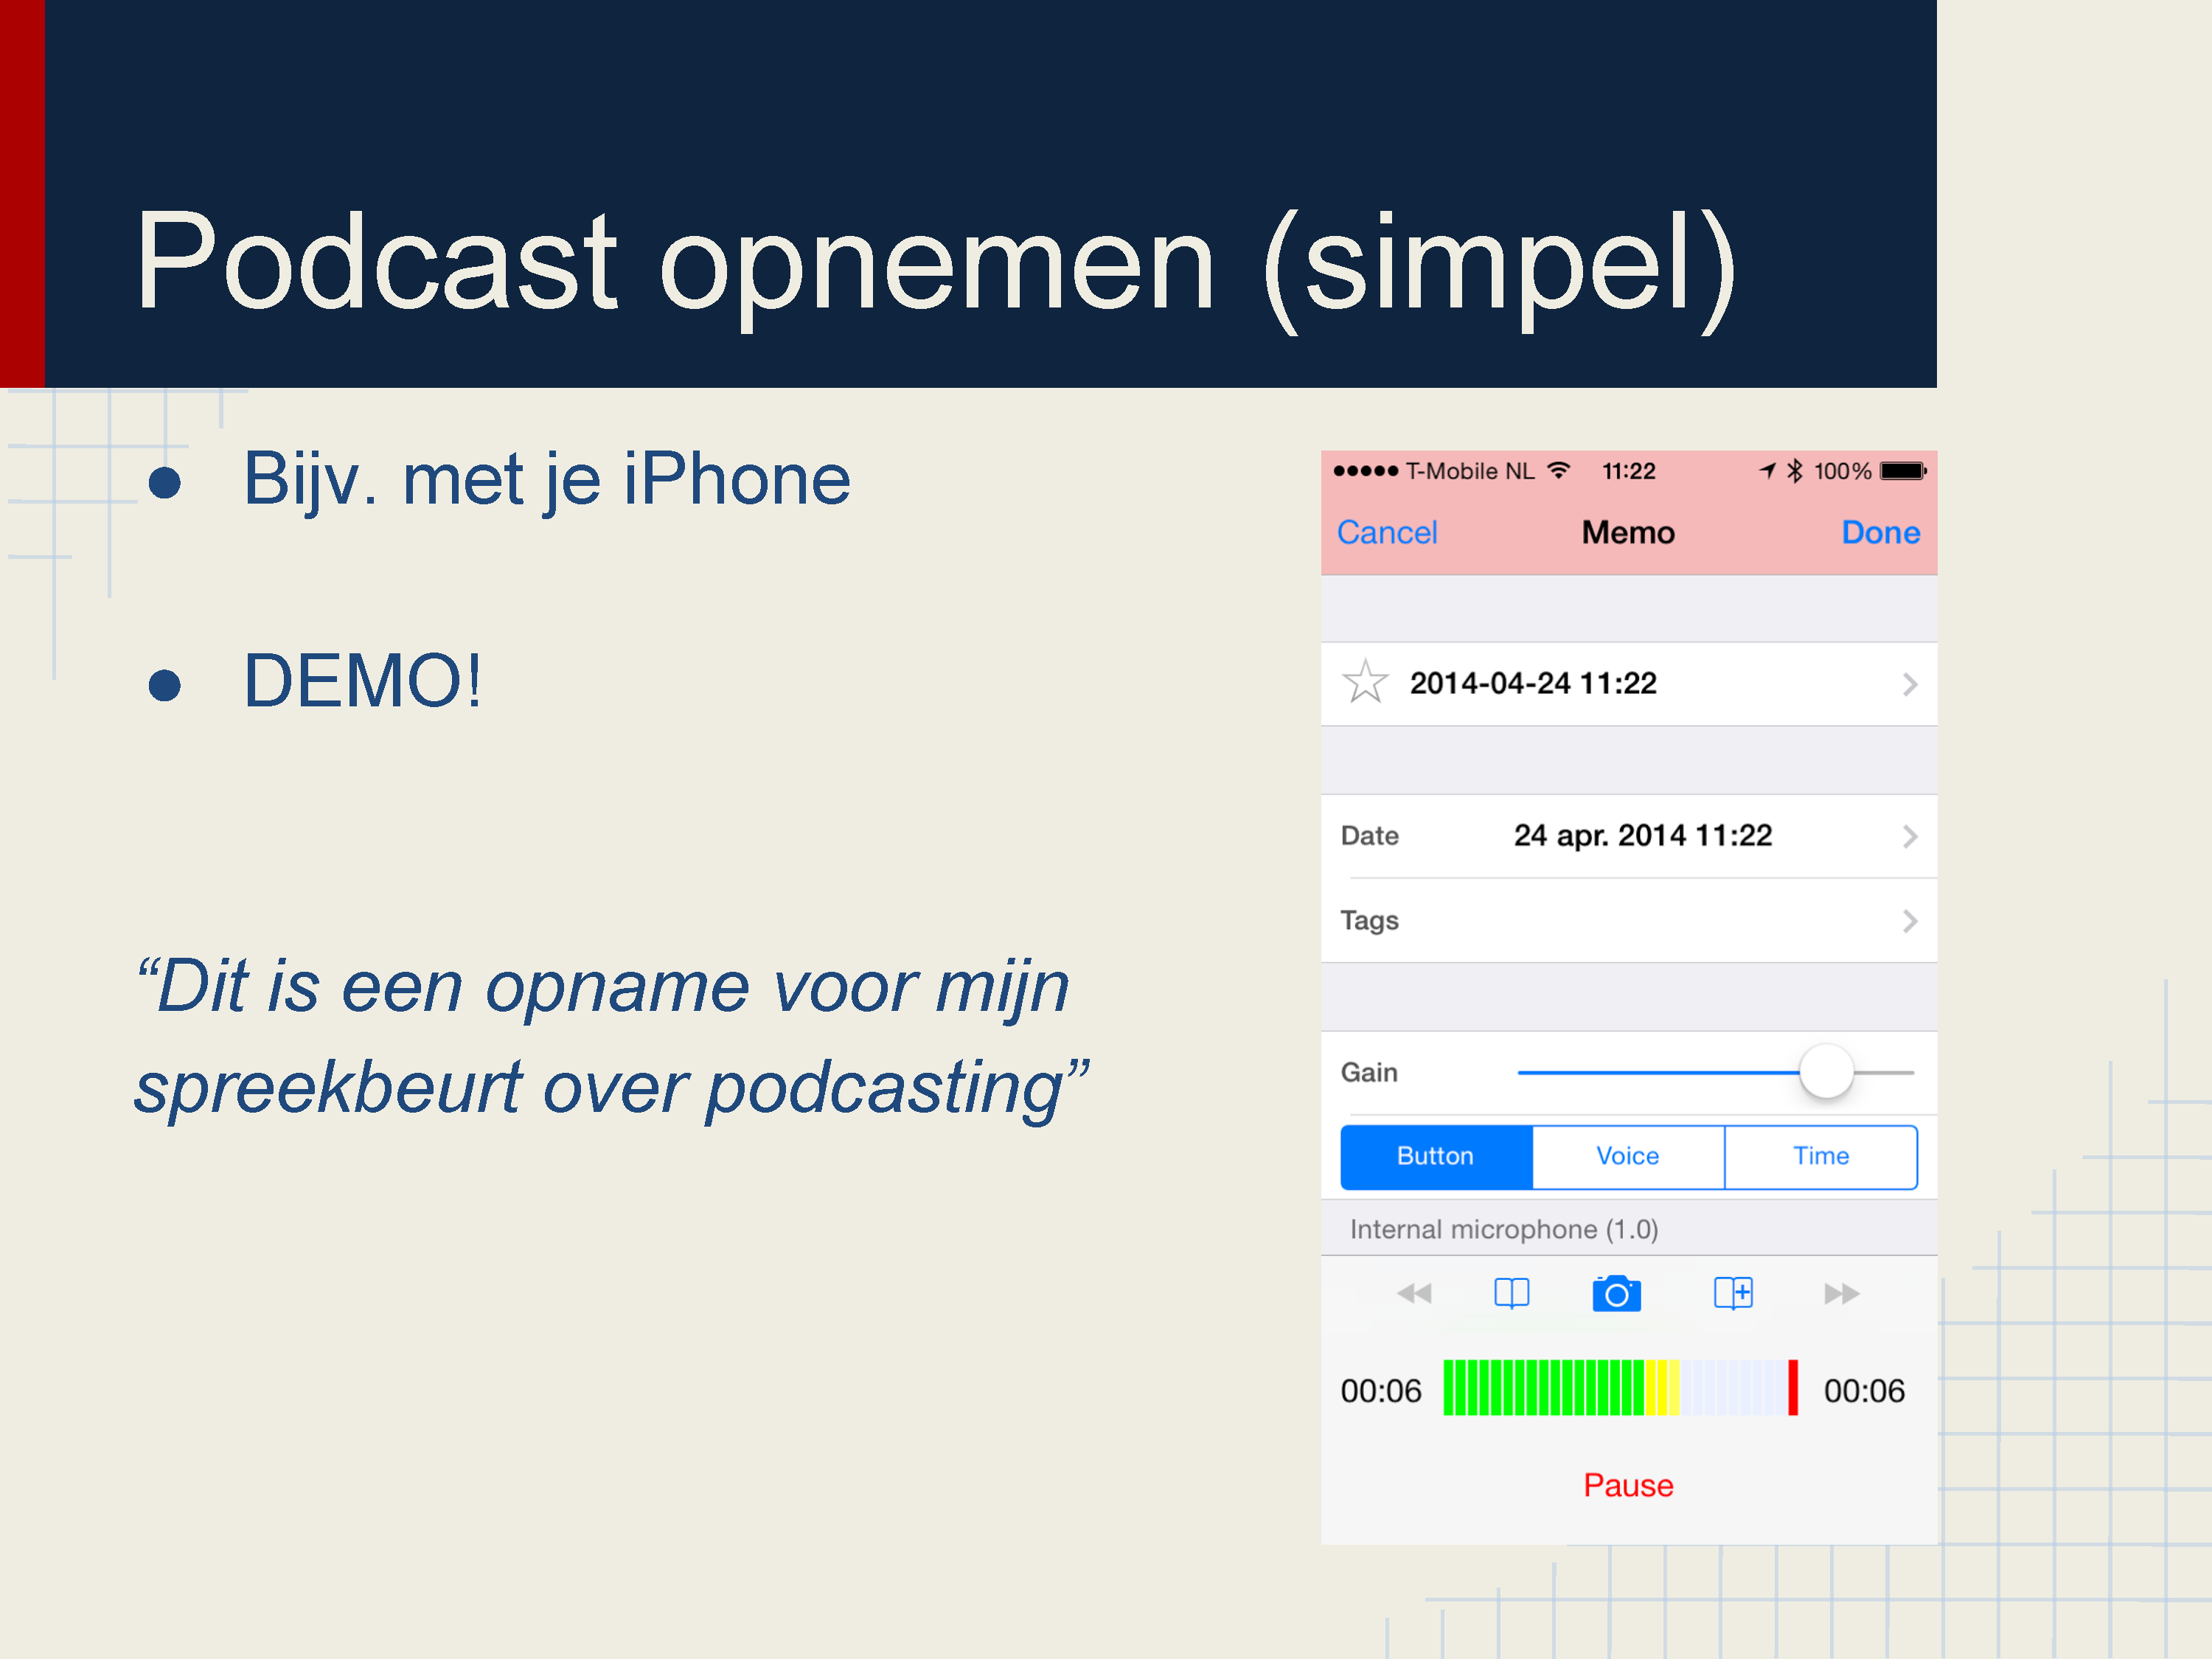 Podcast opnemen (simpel)
● Bijv. met je iPhone
● DEMO!
“Dit is een opname voor mijn
spreekbeurt over podcasting”
T-Mobile NL 11:22 100%
Cancel Memo Done
2014-04-24 11:22
Date 24 apr. 2014 11:22
Tags
Gain
Button Voice Time
Internal microphone (1.0)
00:06 00:06
Pause